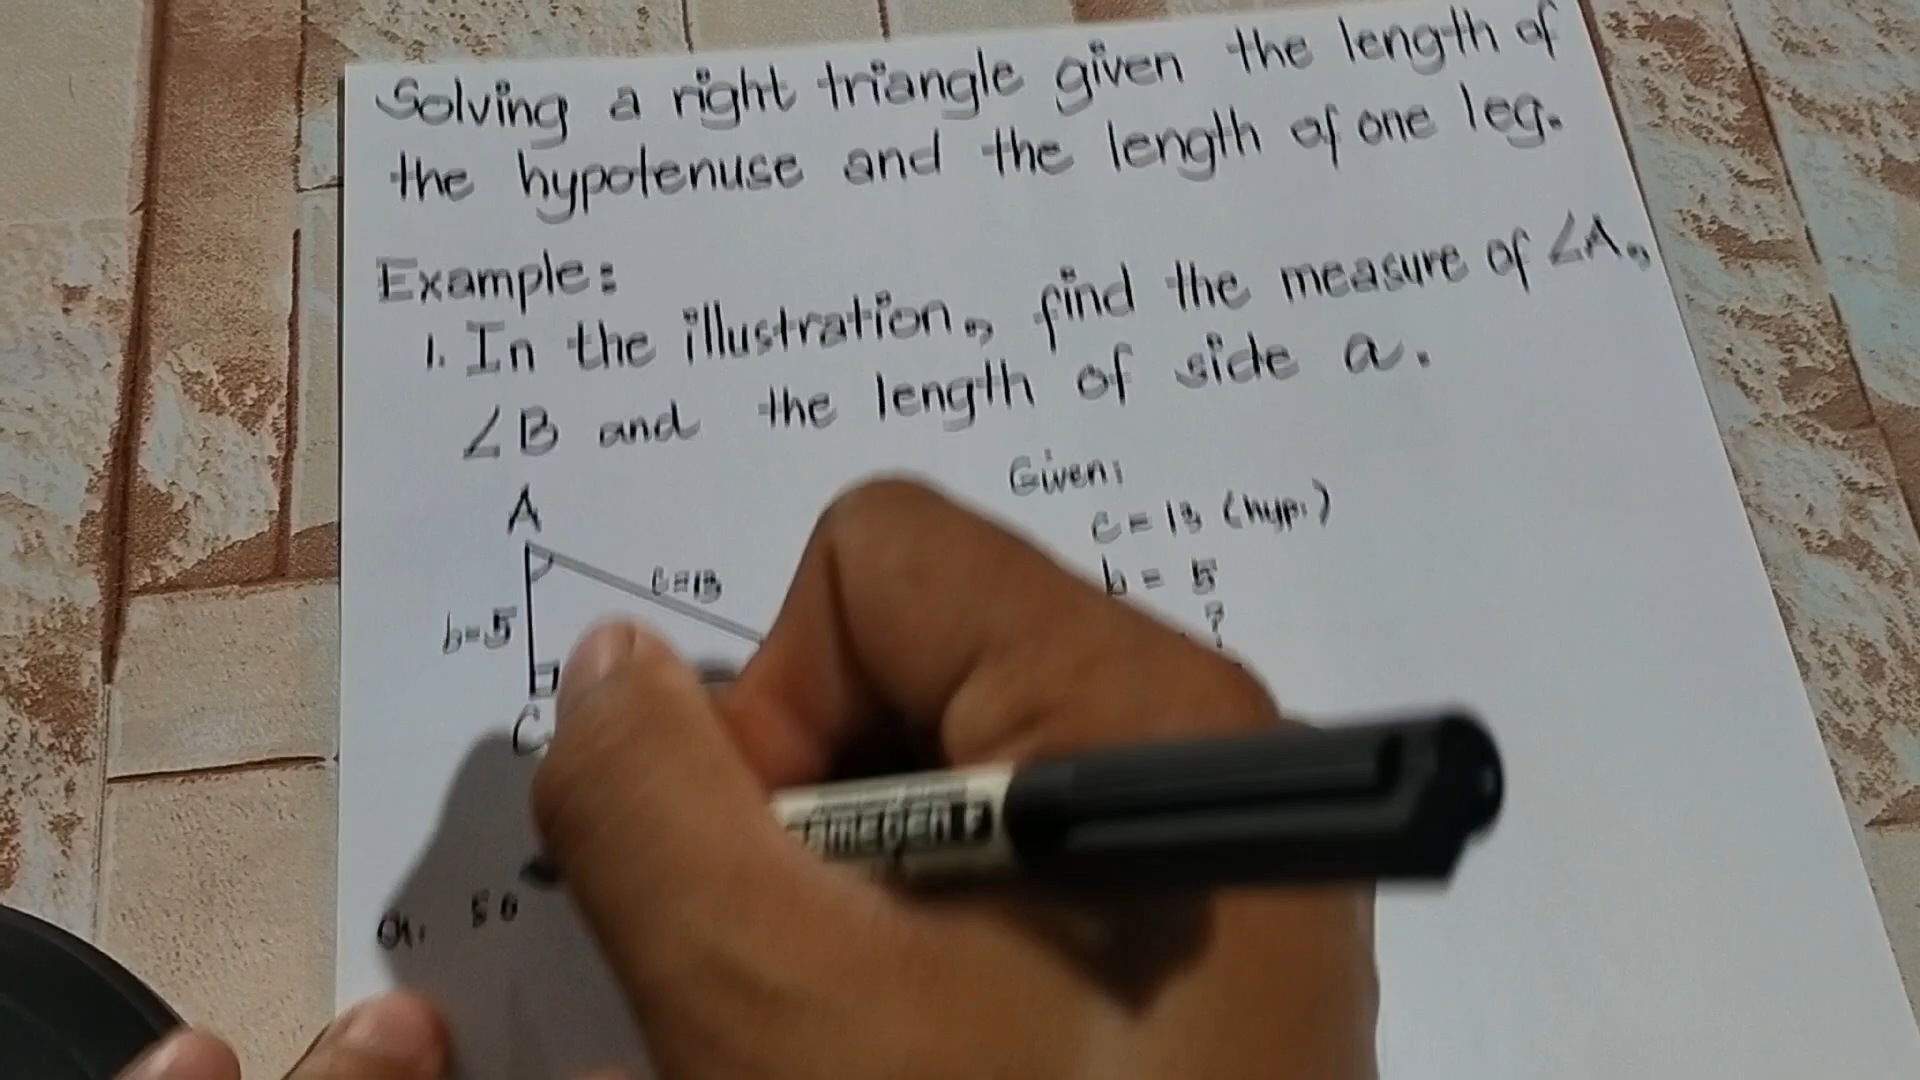 Solving a right triangle given the length of
the hypotenuse and the length of one leg.
Example:
1. In the illustration, find the measure of ∠A,
∠B and the length of side a.
Given:
A
c = 13 (hyp.)
c=13
b = 5
b=5
?
C
a. so